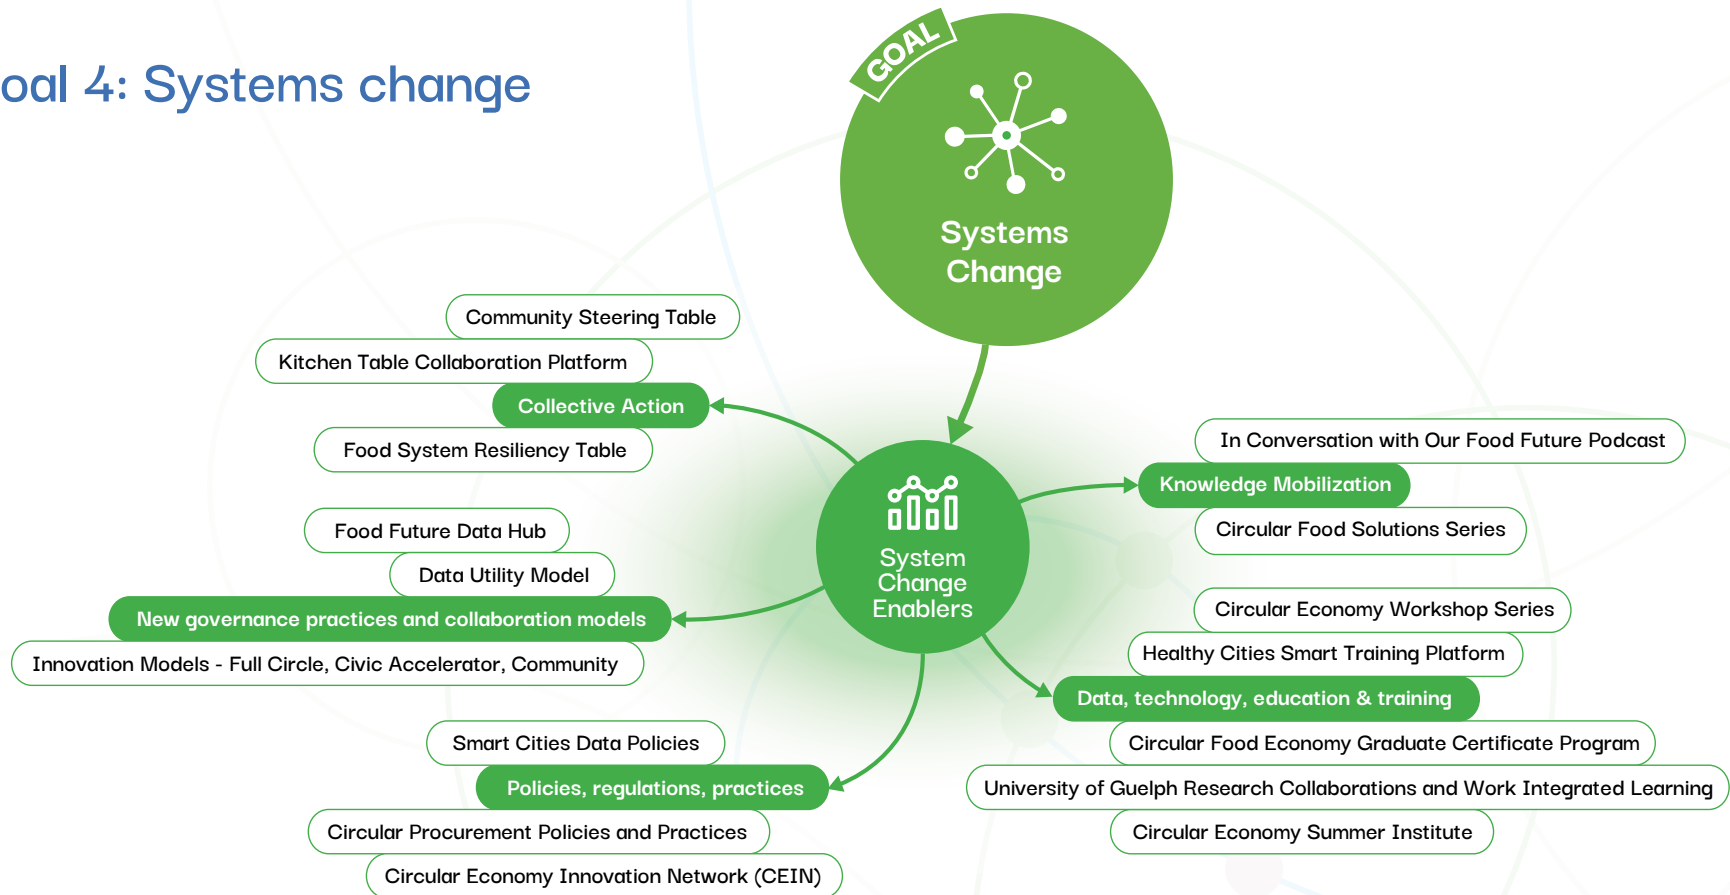 oal 4: Systems change
GOAL
Systems
Change
Community Steering Table
Kitchen Table Collaboration Platform
Collective Action
Food System Resiliency Table
Food Future Data Hub
Data Utility Model
New governance practices and collaboration models
Innovation Models - Full Circle, Civic Accelerator, Community
Smart Cities Data Policies
Policies, regulations, practices
Circular Procurement Policies and Practices
Circular Economy Innovation Network (CEIN)
System
Change
Enablers
In Conversation with Our Food Future Podcast
Knowledge Mobilization
Circular Food Solutions Series
Circular Economy Workshop Series
Healthy Cities Smart Training Platform
Data, technology, education & training
Circular Food Economy Graduate Certificate Program
University of Guelph Research Collaborations and Work Integrated Learning
Circular Economy Summer Institute